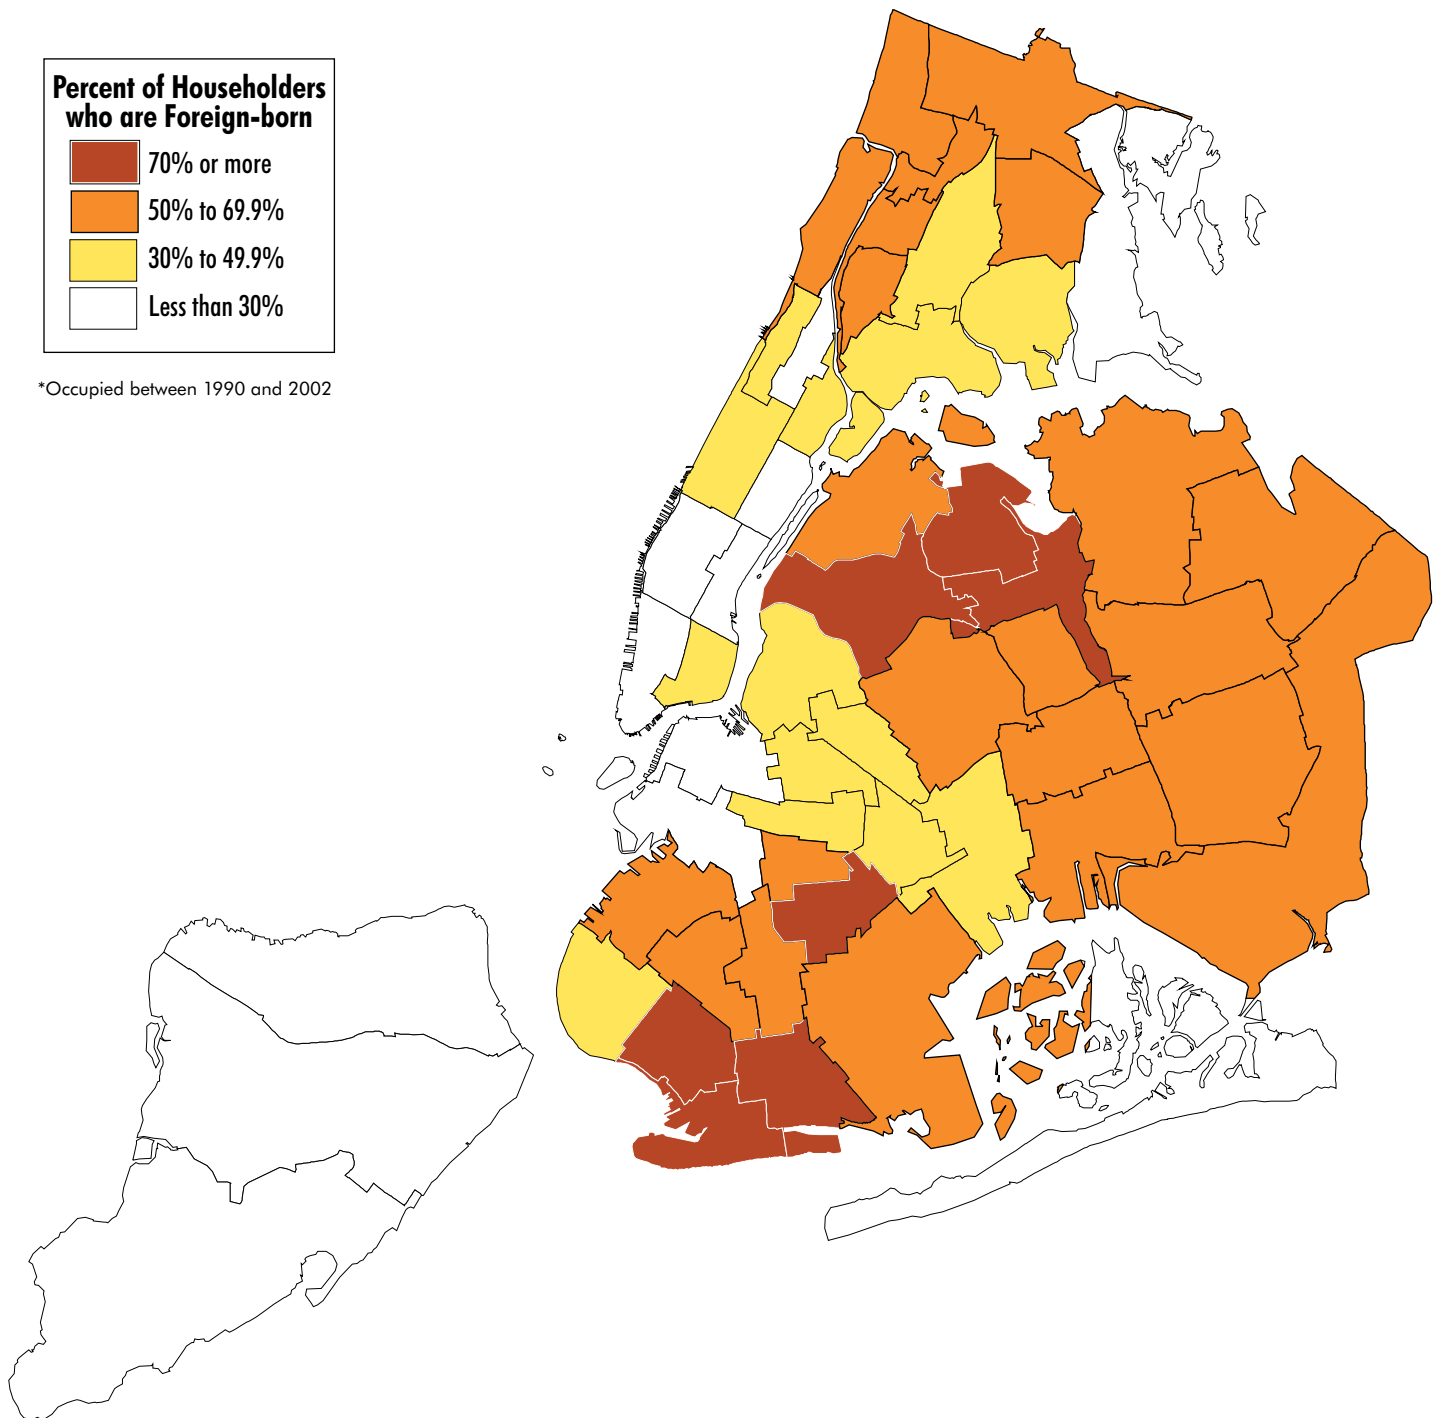 Percent of Householders
who are Foreign-born
70% or more
50% to 69.9%
30% to 49.9%
Less than 30%
*Occupied between 1990 and 2002